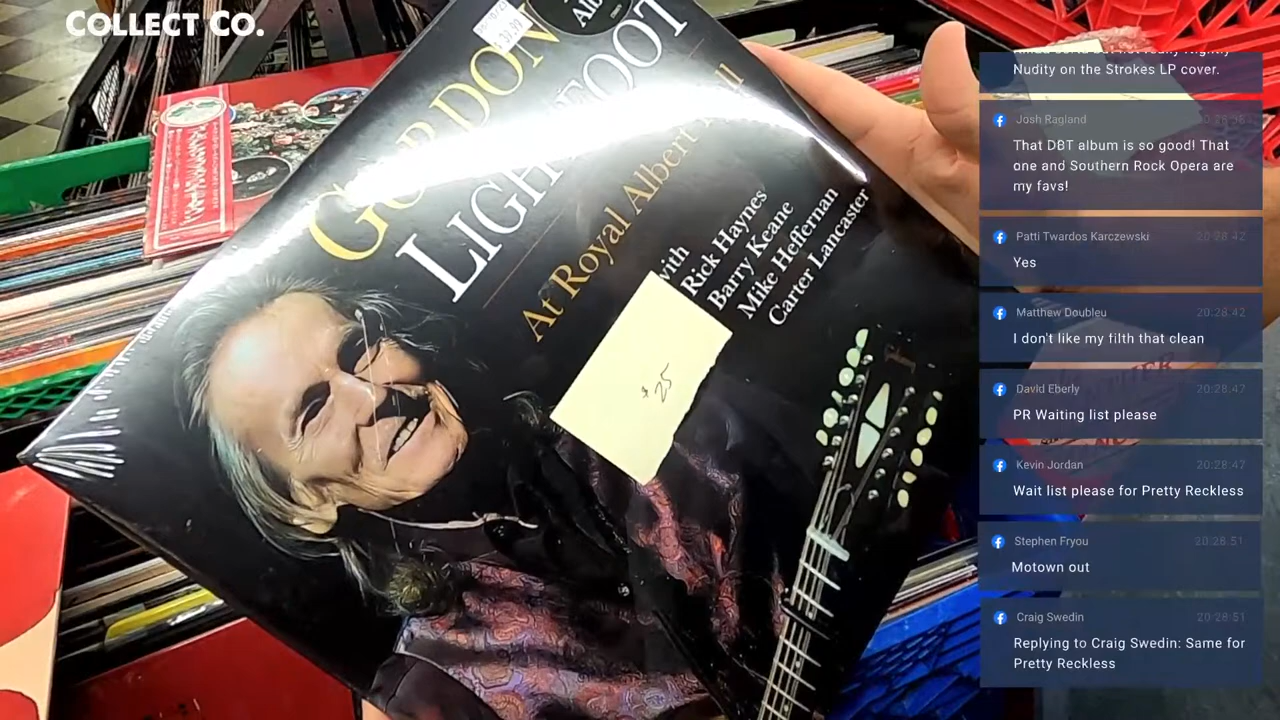 COLLECT CO.
GORDON
LIGHTFOOT
At Royal Albert Hall
with
Rick Haynes
Barry Keane
Mike Heffernan
Carter Lancaster
$25
Nudity on the Strokes LP cover.
Josh Ragland
That DBT album is so good! That
one and Southern Rock Opera are
my favs!
Patti Twardos Karczewski 20:28:42
Yes
Matthew Doubleu 20:28:42
I don't like my filth that clean
David Eberly 20:28:47
PR Waiting list please
Kevin Jordan 20:28:47
Wait list please for Pretty Reckless
Stephen Fryou 20:28:51
Motown out
Craig Swedin 20:28:51
Replying to Craig Swedin: Same for
Pretty Reckless